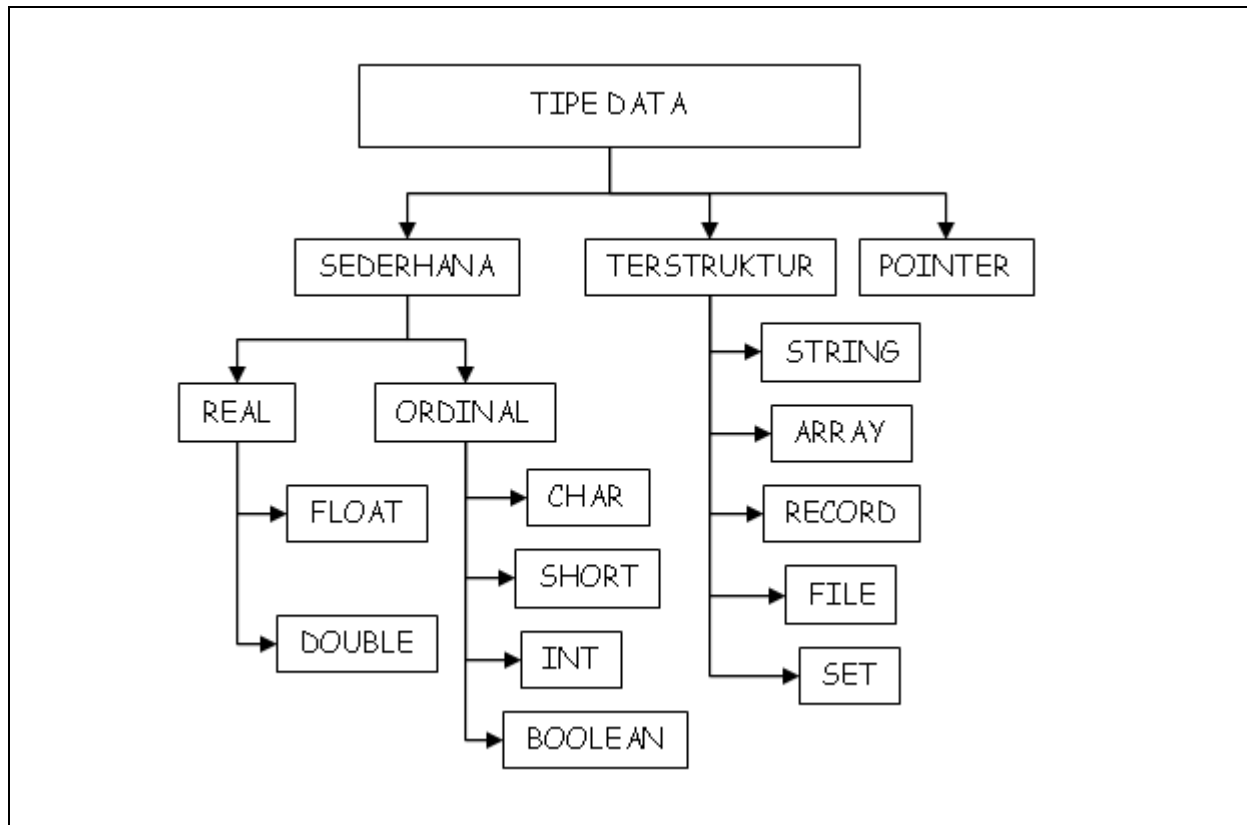 TIPE DATA
SEDERHANA
TERSTRUKTUR
POINTER
REAL
ORDINAL
FLOAT
DOUBLE
CHAR
SHORT
INT
BOOLEAN
STRING
ARRAY
RECORD
FILE
SET